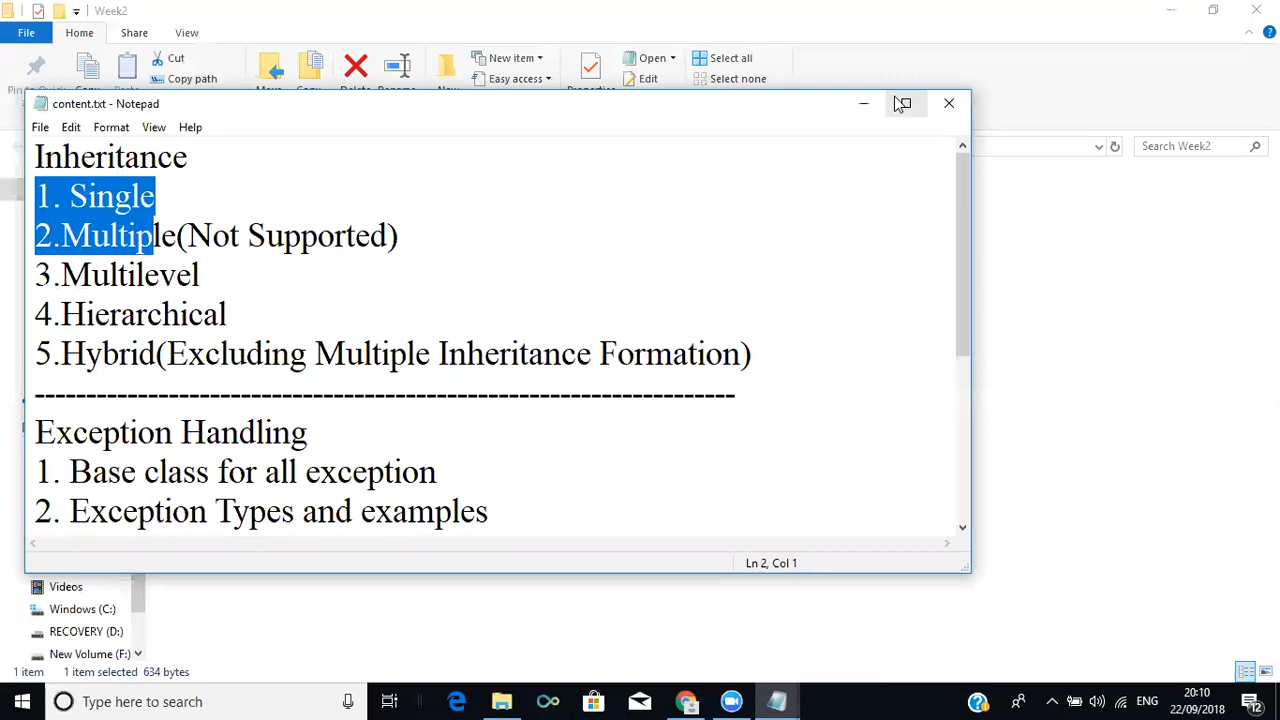 Week2
File Home Share View
Cut
Copy path
New item
Easy access
Open
Edit
Select all
Select none
content.txt - Notepad
File Edit Format View Help
Search Week2
Inheritance
1. Single
2.Multiple(Not Supported)
3.Multilevel
4.Hierarchical
5.Hybrid(Excluding Multiple Inheritance Formation)
--------------------------------------------------------------------
Exception Handling
1. Base class for all exception
2. Exception Types and examples
Ln 2, Col 1
Videos
Windows (C:)
RECOVERY (D:)
New Volume (F:)
1 item 1 item selected 634 bytes
Type here to search
ENG
20:10
22/09/2018
12